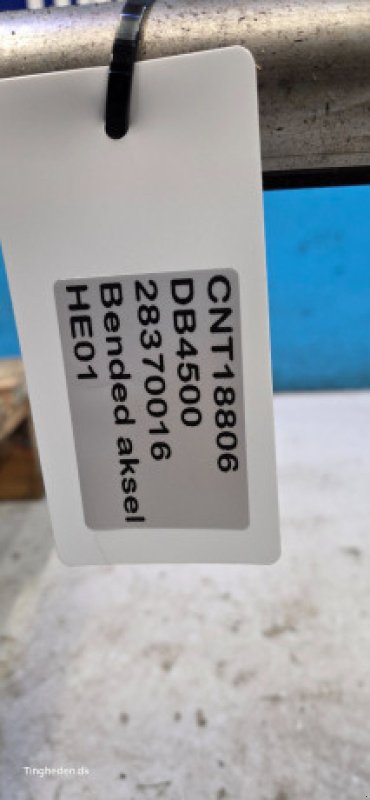 CNT18806
DB4500
28370016
Bended aksel
HE01
Tingheden.dk